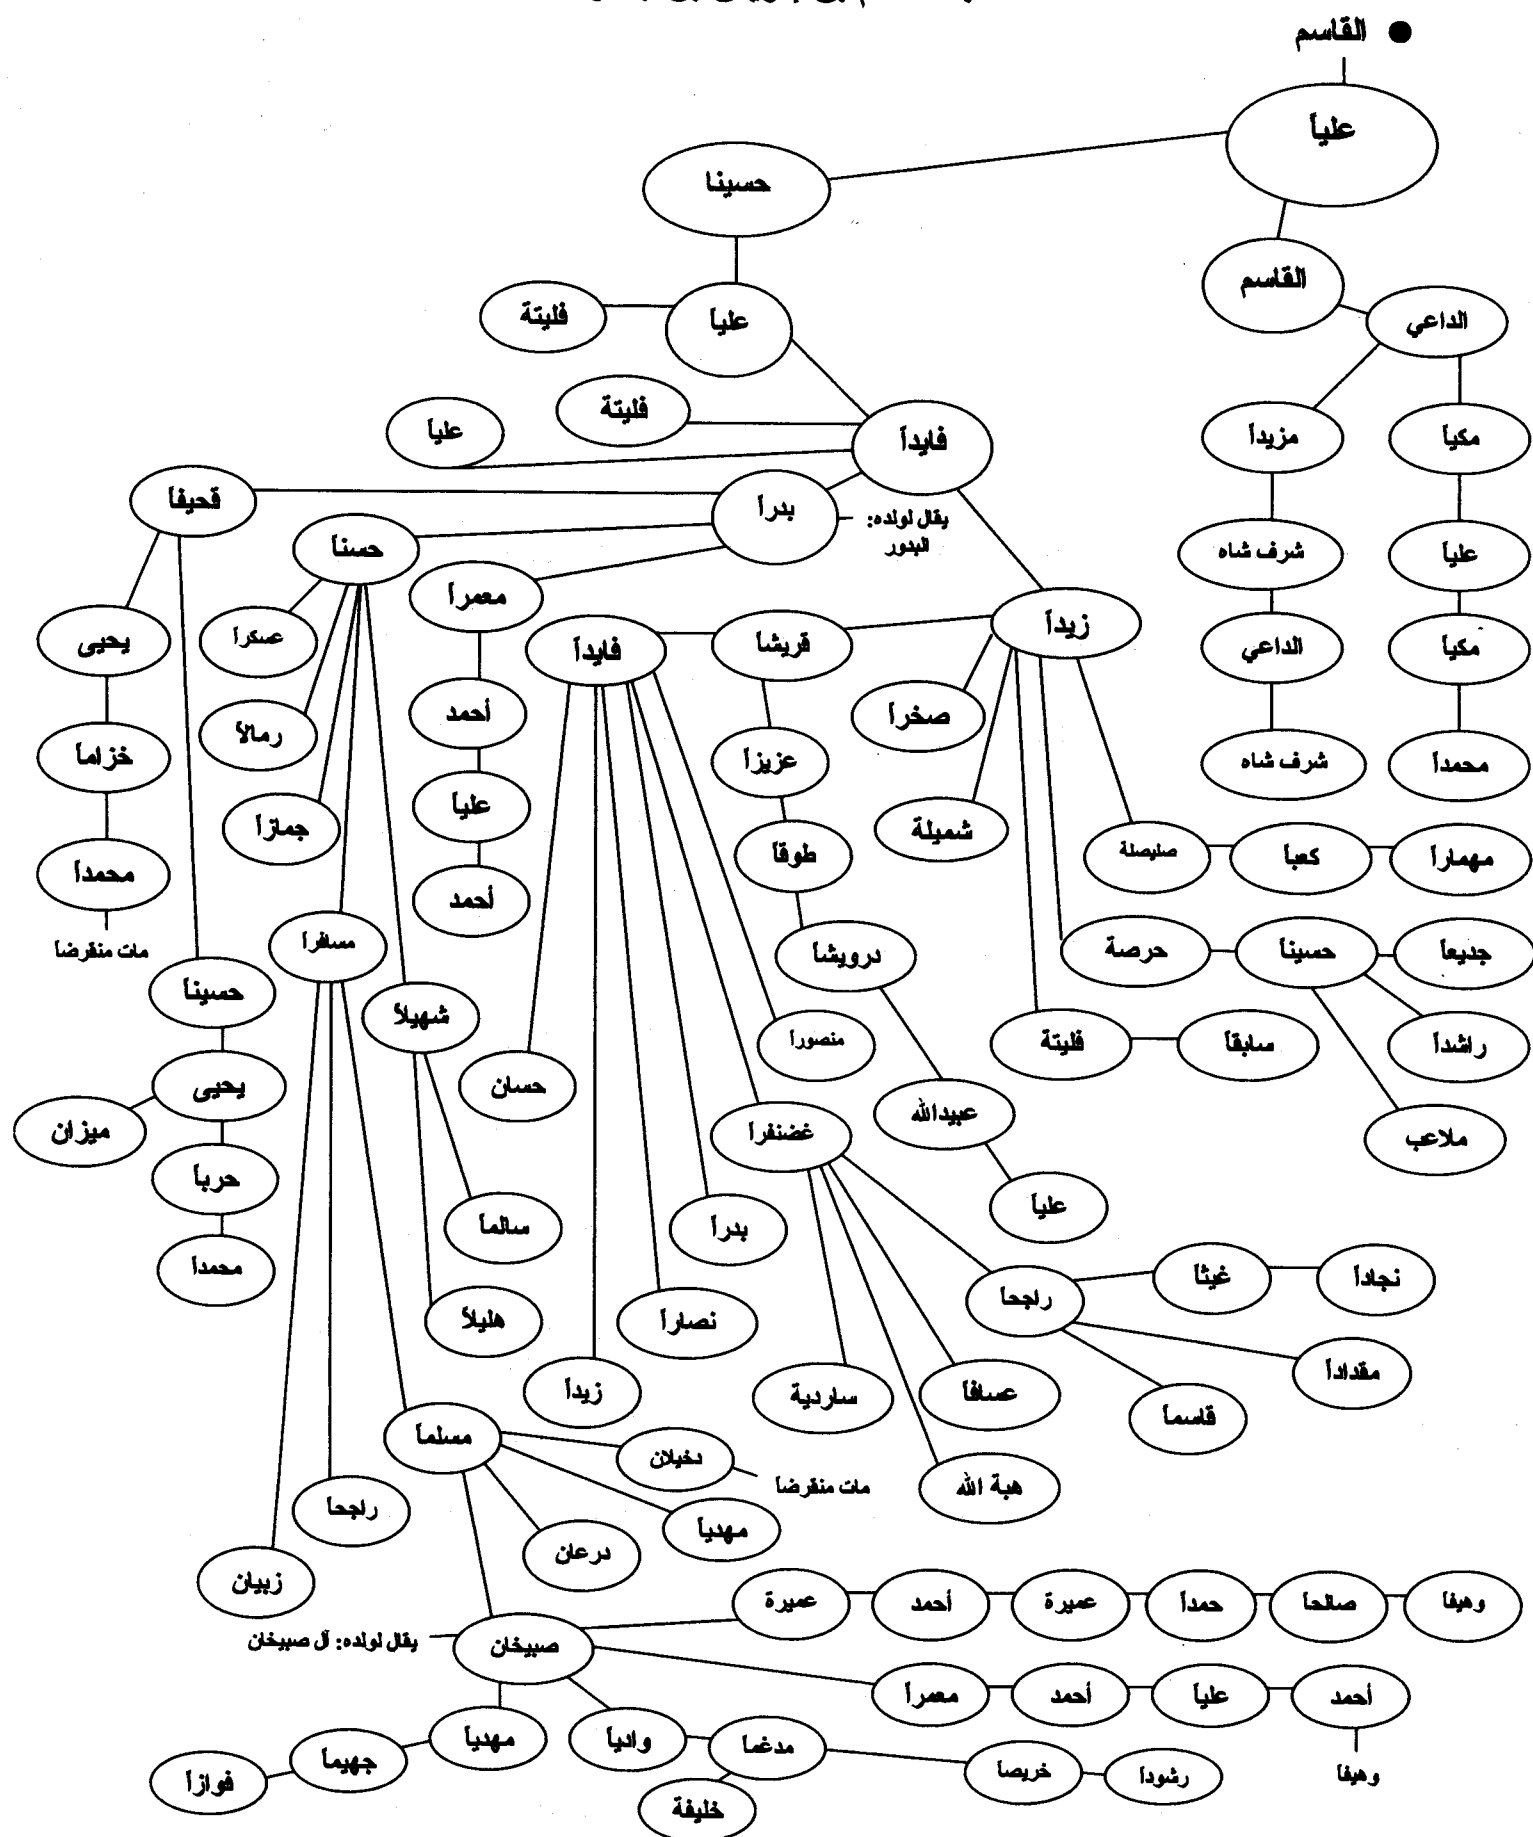 القاسم
علياً
حسينا
القاسم
الداعي
علياً
فليتة
فليتة
علياً
فايداً
مزيداً
مكياً
قحيفاً
بدراً
يقال لولده:
البدور
حسناً
شرف شاه
علياً
معمراً
زيداً
يحيى
عسكراً
فايداً
قريشا
الداعي
مكياً
صخراً
أحمد
رمالاً
خزاماً
عزيزاً
شرف شاه
محمداً
علياً
جمازاً
شميلة
طوقاً
صليصلة
كعباً
مهماراً
محمداً
أحمد
مات منقرضاً
مسافراً
درويشاً
حرصة
حسيناً
جديعاً
حسيناً
شهيلاً
منصوراً
فليتة
سابقاً
راشداً
يحيى
حسان
ميزان
غضنفراً
عبيدالله
ملاعب
حرباً
سالماً
بدراً
علياً
محمداً
هليلاً
نصاراً
راجحاً
غيثاً
نجاداً
زيداً
ساردية
عسافاً
قاسماً
مقداداً
مسلماً
دخيلان
مات منقرضاً
هبة الله
راجحاً
مهدياً
درعان
زبيان
عميرة
أحمد
عميرة
حمداً
صالحاً
وهيفا
يقال لولده: آل صبيخان
صبيخان
معمراً
أحمد
علياً
أحمد
وهيفا
مهدياً
جهيماً
فوازاً
وادياً
مدغما
خريصا
رشودا
خليفة